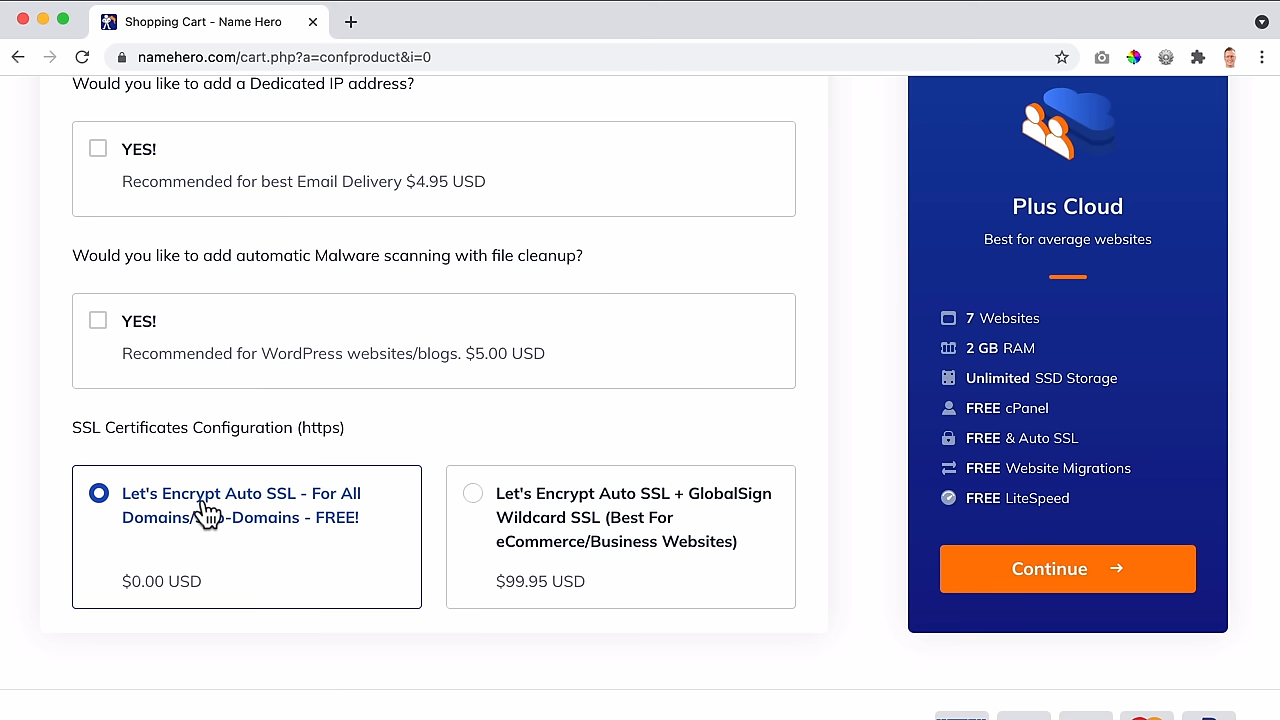 Shopping Cart - Name Hero
namehero.com/cart.php?a=confproduct&i=0
Would you like to add a Dedicated IP address?
YES!
Recommended for best Email Delivery $4.95 USD
Would you like to add automatic Malware scanning with file cleanup?
YES!
Recommended for WordPress websites/blogs. $5.00 USD
SSL Certificates Configuration (https)
Let's Encrypt Auto SSL - For All
Domains/ -Domains - FREE!
$0.00 USD
Let's Encrypt Auto SSL + GlobalSign
Wildcard SSL (Best For
eCommerce/Business Websites)
$99.95 USD
Plus Cloud
Best for average websites
7 Websites
2 GB RAM
Unlimited SSD Storage
FREE cPanel
FREE & Auto SSL
FREE Website Migrations
FREE LiteSpeed
Continue